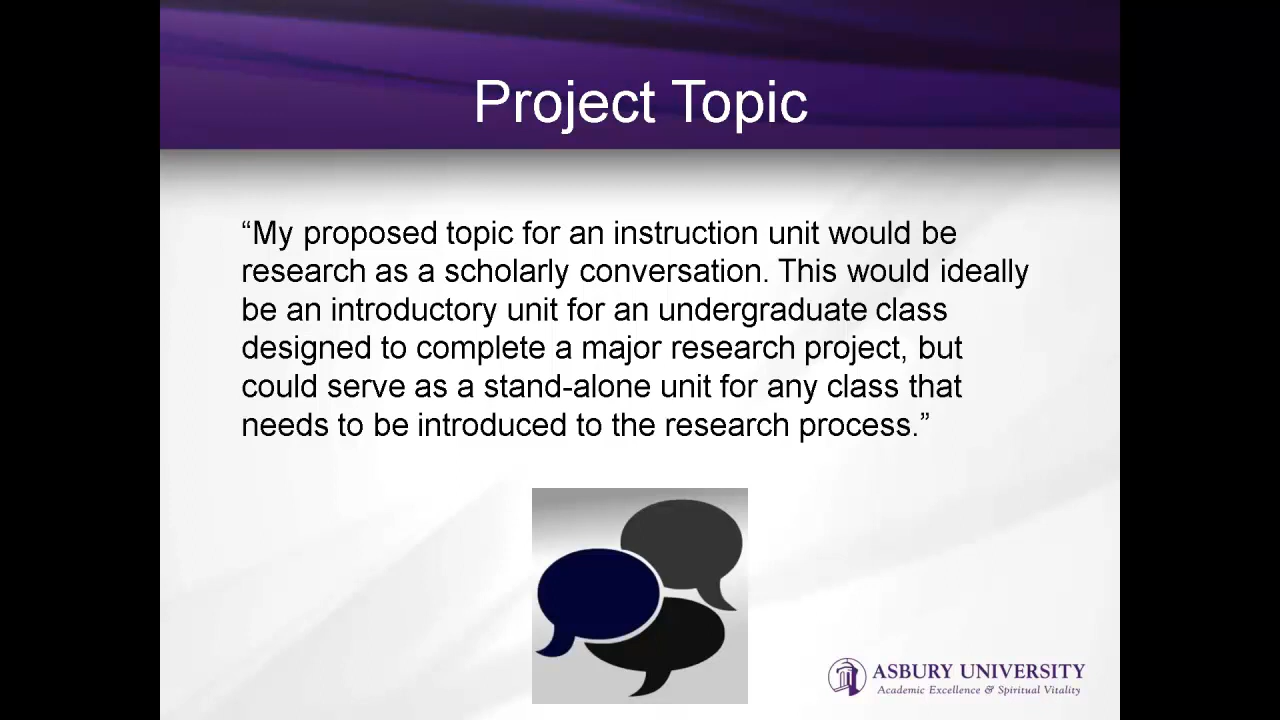 Project Topic
“My proposed topic for an instruction unit would be
research as a scholarly conversation. This would ideally
be an introductory unit for an undergraduate class
designed to complete a major research project, but
could serve as a stand-alone unit for any class that
needs to be introduced to the research process.”
ASBURY UNIVERSITY
Academic Excellence & Spiritual Vitality